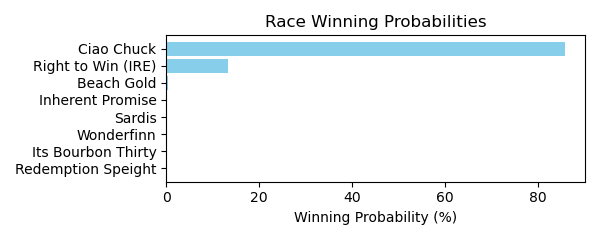 Race Winning Probabilities
Ciao Chuck
Right to Win (IRE)
Beach Gold
Inherent Promise
Sardis
Wonderfinn
Its Bourbon Thirty
Redemption Speight
0 20 40 60 80
Winning Probability (%)